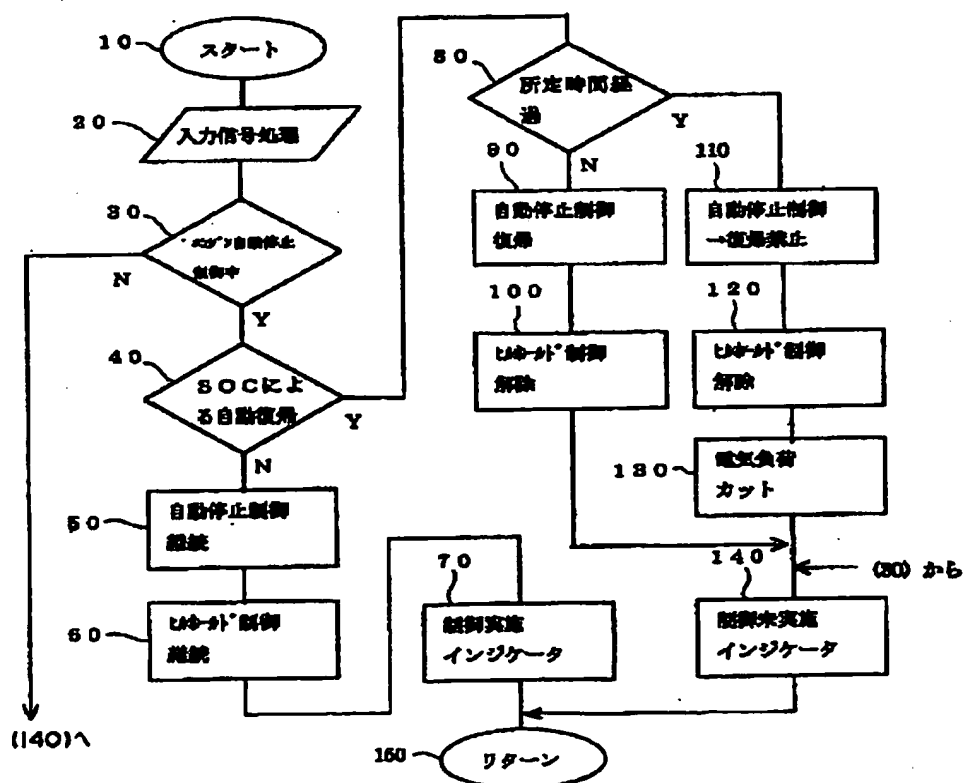 10
スタート
20
入力信号処理
30
エンジン自動停止
制御中
N
Y
40
SOCによ
る自動復帰
Y
N
50
自動停止制御
継続
60
ヒルホールド制御
継続
(140)へ
80
所定時間経
過
Y
N
90
自動停止制御
復帰
100
ヒルホールド制御
解除
110
自動停止制御
→復帰禁止
120
ヒルホールド制御
解除
130
電気負荷
カット
(30)から
70
制御実施
インジケータ
140
制御未実施
インジケータ
150
リターン